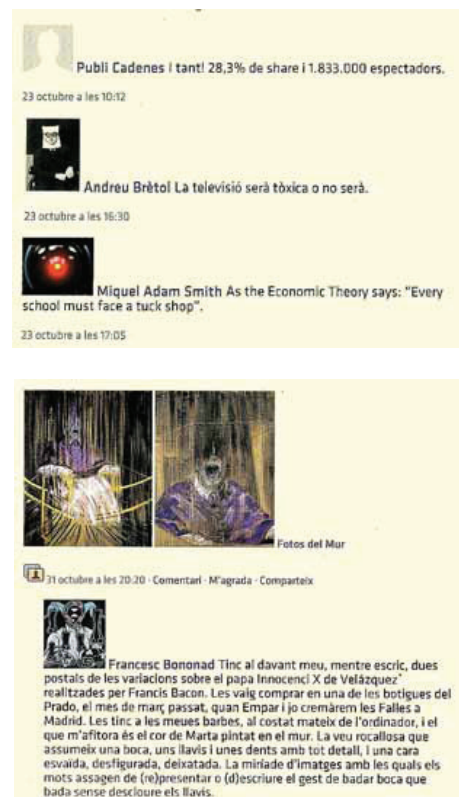 Publi Cadenes I tant! 28,3% de share i 1.833.000 espectadors.
23 octubre a les 10:12
Andreu Brètol La televisió serà tòxica o no serà.
23 octubre a les 16:30
Miquel Adam Smith As the Economic Theory says: "Every
school must face a tuck shop".
23 octubre a les 17:05
Fotos del Mur
31 octubre a les 20:20 · Comentari · M'agrada · Comparteix
Francesc Bononad Tinc al davant meu, mentre escric, dues
postals de les variacions sobre el papa Innocenci X de Velázquez
realitzades per Francis Bacon. Les vaig comprar en una de les botigues del
Prado, el mes de març passat, quan Empar i jo cremàrem les Falles a
Madrid. Les tinc a les meues barbes, al costat mateix de l'ordinador, i el
que m'afitora és el cor de Marta pintat en el mur. La veu rocallosa que
assumeix una boca, uns llavis i unes dents amb tot detall, i una cara
esvaïda, desfigurada, deixatada. La miríade d'imatges amb les quals els
mots assagen de (re)presentar o (d)escriure el gest de badar boca que
bada sense descloure els llavis.